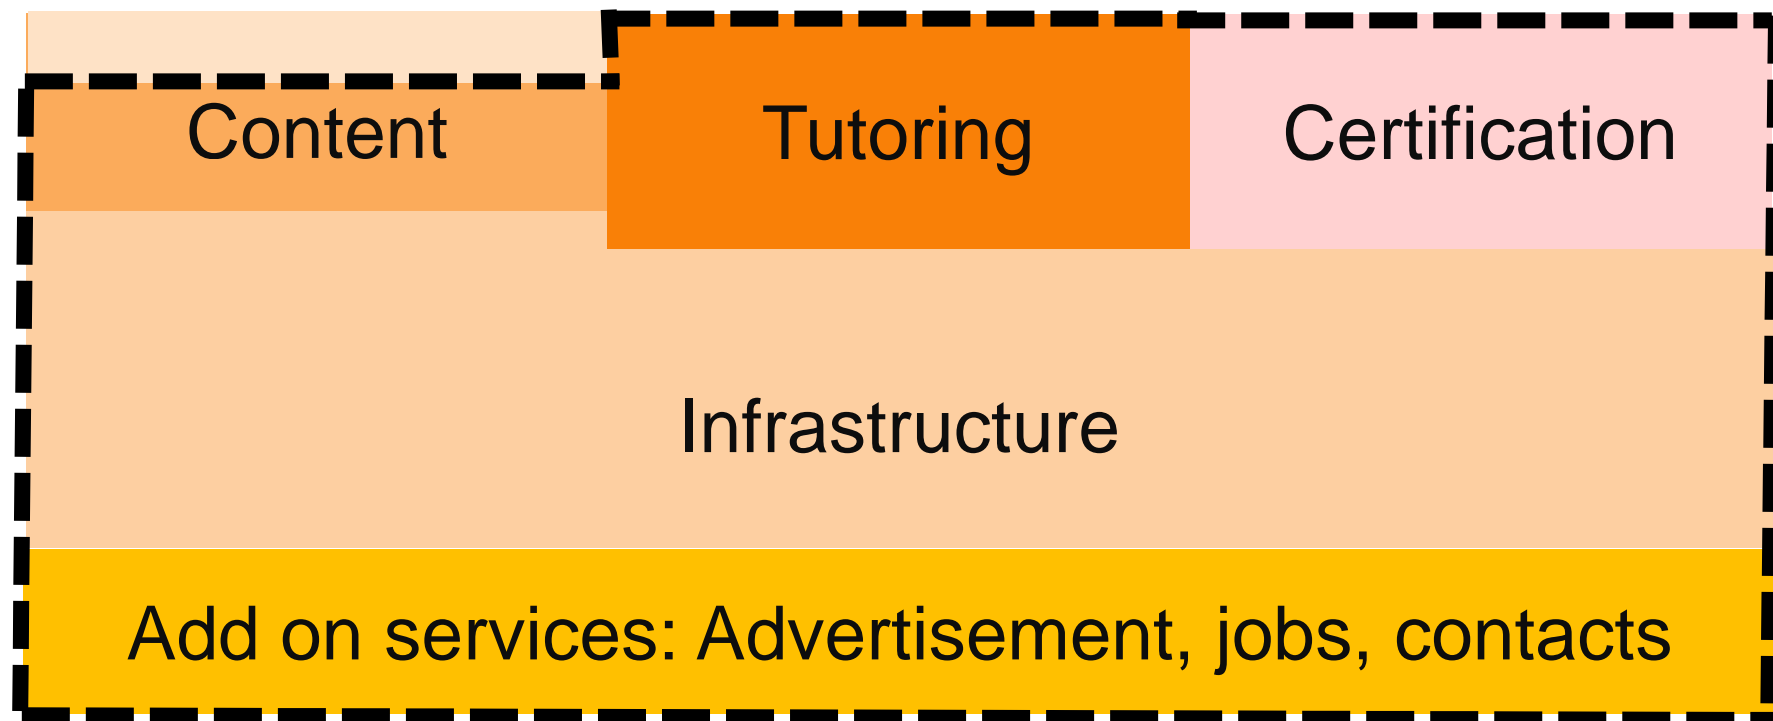 Content
Tutoring
Certification
Infrastructure
Add on services: Advertisement, jobs, contacts